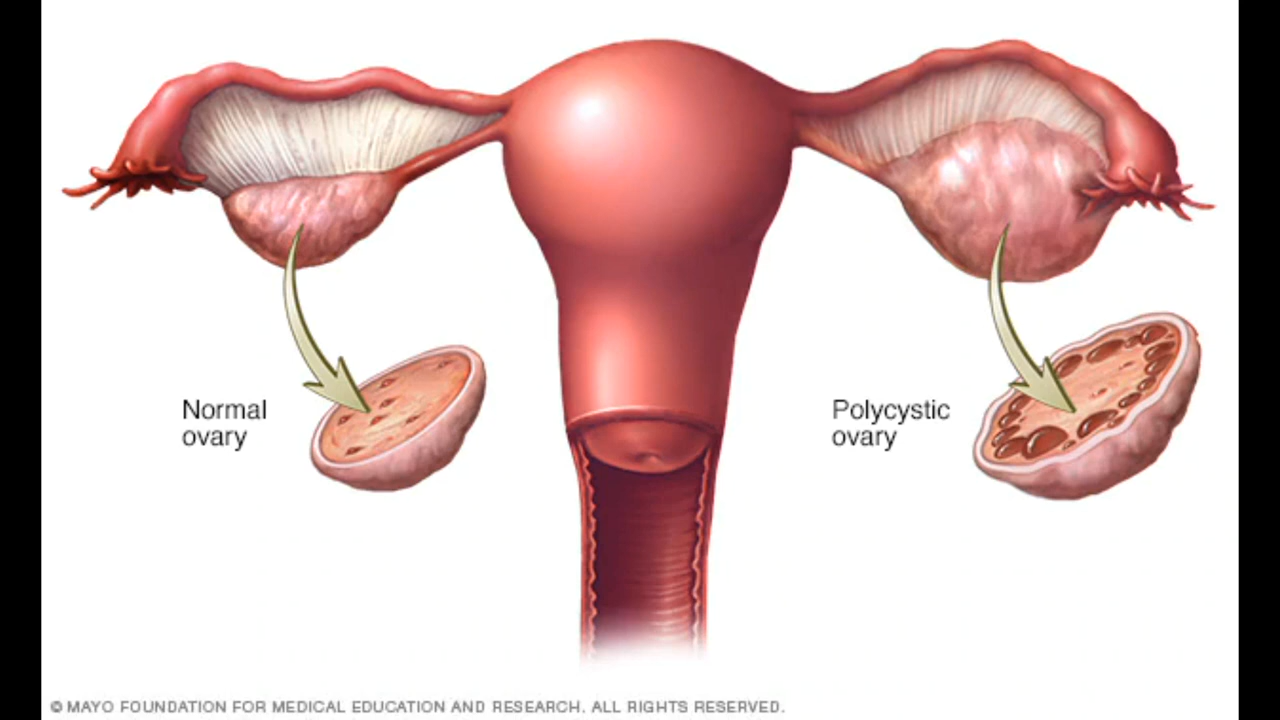 Normal
ovary
Polycystic
ovary
© MAYO FOUNDATION FOR MEDICAL EDUCATION AND RESEARCH. ALL RIGHTS RESERVED.